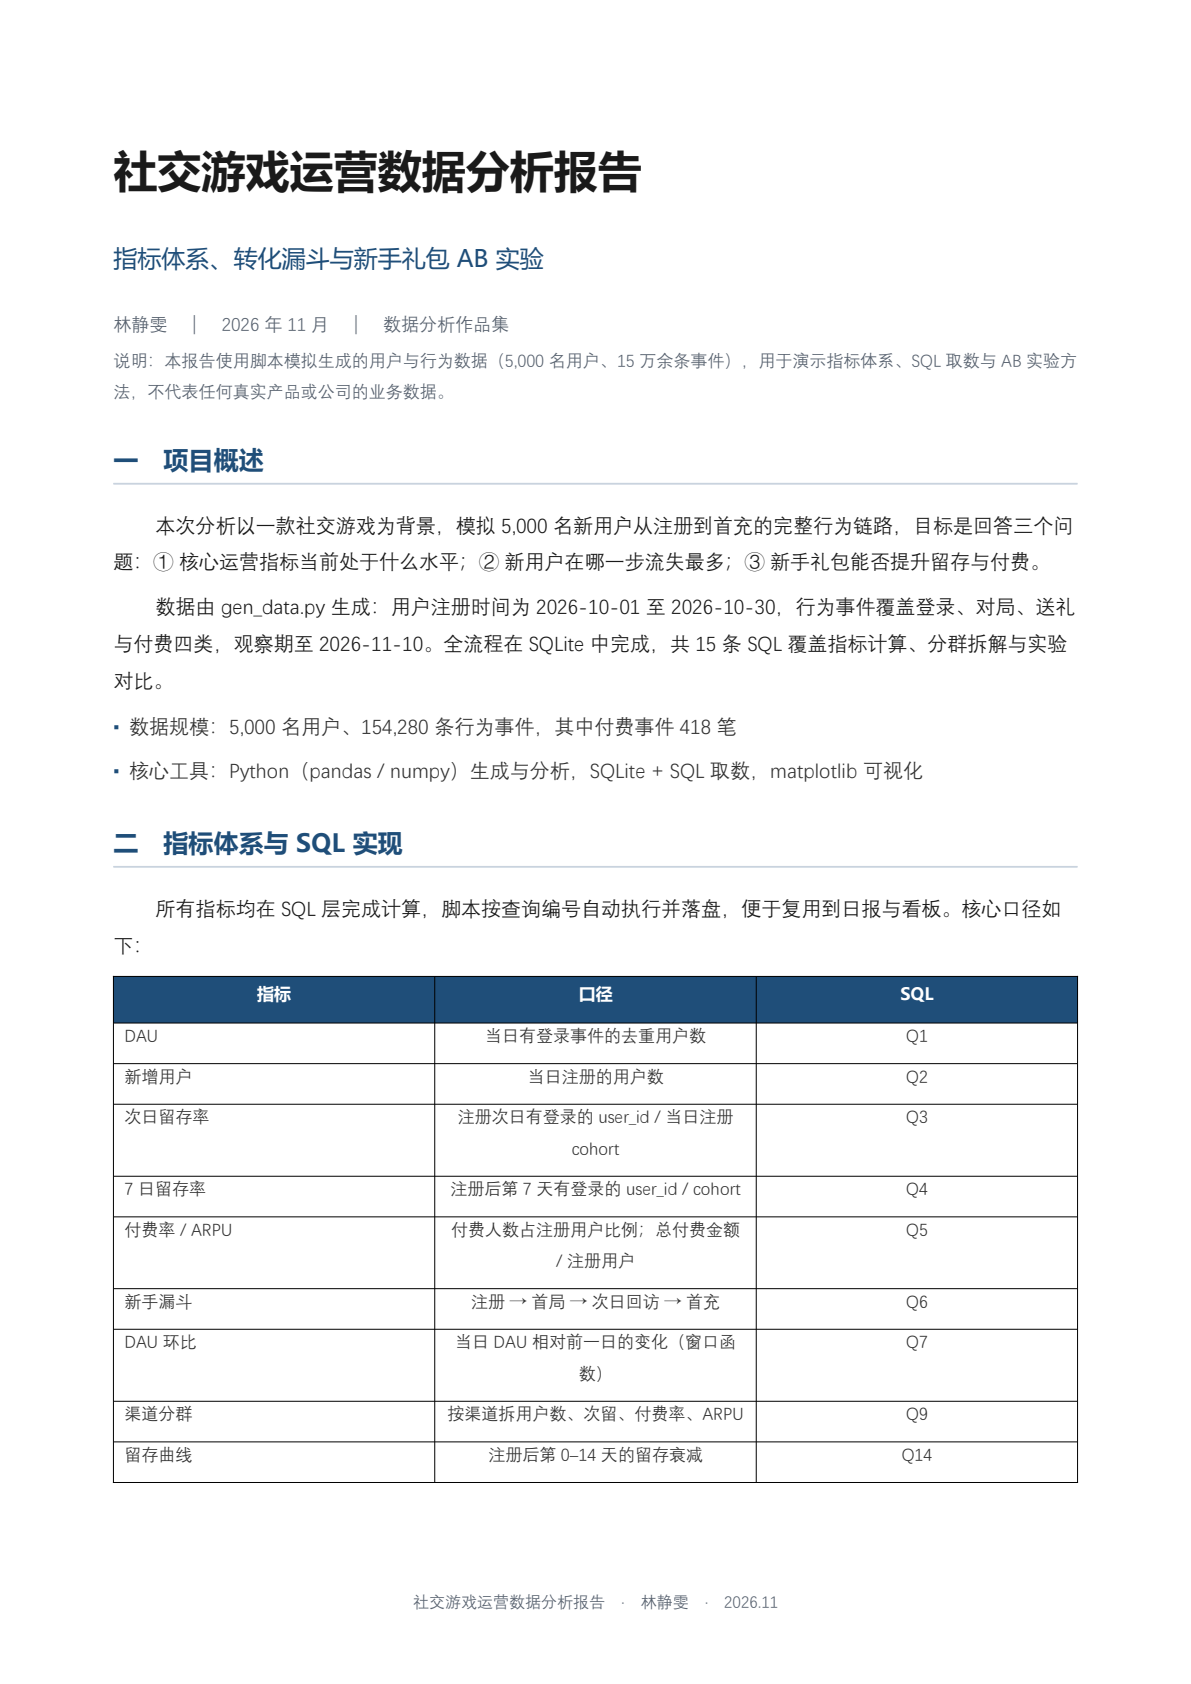 社交游戏运营数据分析报告
指标体系、转化漏斗与新手礼包 AB 实验
林静雯 | 2026 年 11 月 | 数据分析作品集
说明：本报告使用脚本模拟生成的用户与行为数据（5,000 名用户、15 万余条事件），用于演示指标体系、SQL 取数与 AB 实验方
法，不代表任何真实产品或公司的业务数据。
一 项目概述
本次分析以一款社交游戏为背景，模拟 5,000 名新用户从注册到首充的完整行为链路，目标是回答三个问
题：① 核心运营指标当前处于什么水平；② 新用户在哪一步流失最多；③ 新手礼包能否提升留存与付费。
数据由 gen_data.py 生成：用户注册时间为 2026-10-01 至 2026-10-30，行为事件覆盖登录、对局、送礼
与付费四类，观察期至 2026-11-10。全流程在 SQLite 中完成，共 15 条 SQL 覆盖指标计算、分群拆解与实验
对比。
▪ 数据规模：5,000 名用户、154,280 条行为事件，其中付费事件 418 笔
▪ 核心工具：Python（pandas / numpy）生成与分析，SQLite + SQL 取数，matplotlib 可视化
二 指标体系与 SQL 实现
所有指标均在 SQL 层完成计算，脚本按查询编号自动执行并落盘，便于复用到日报与看板。核心口径如
下：
指标 口径 SQL
DAU 当日有登录事件的去重用户数 Q1
新增用户 当日注册的用户数 Q2
次日留存率 注册次日有登录的 user_id / 当日注册 Q3
cohort
7 日留存率 注册后第 7 天有登录的 user_id / cohort Q4
付费率 / ARPU 付费人数占注册用户比例；总付费金额 Q5
/ 注册用户
新手漏斗 注册 → 首局 → 次日回访 → 首充 Q6
DAU 环比 当日 DAU 相对前一日的变化（窗口函 Q7
数）
渠道分群 按渠道拆用户数、次留、付费率、ARPU Q9
留存曲线 注册后第 0–14 天的留存衰减 Q14
社交游戏运营数据分析报告 · 林静雯 · 2026.11